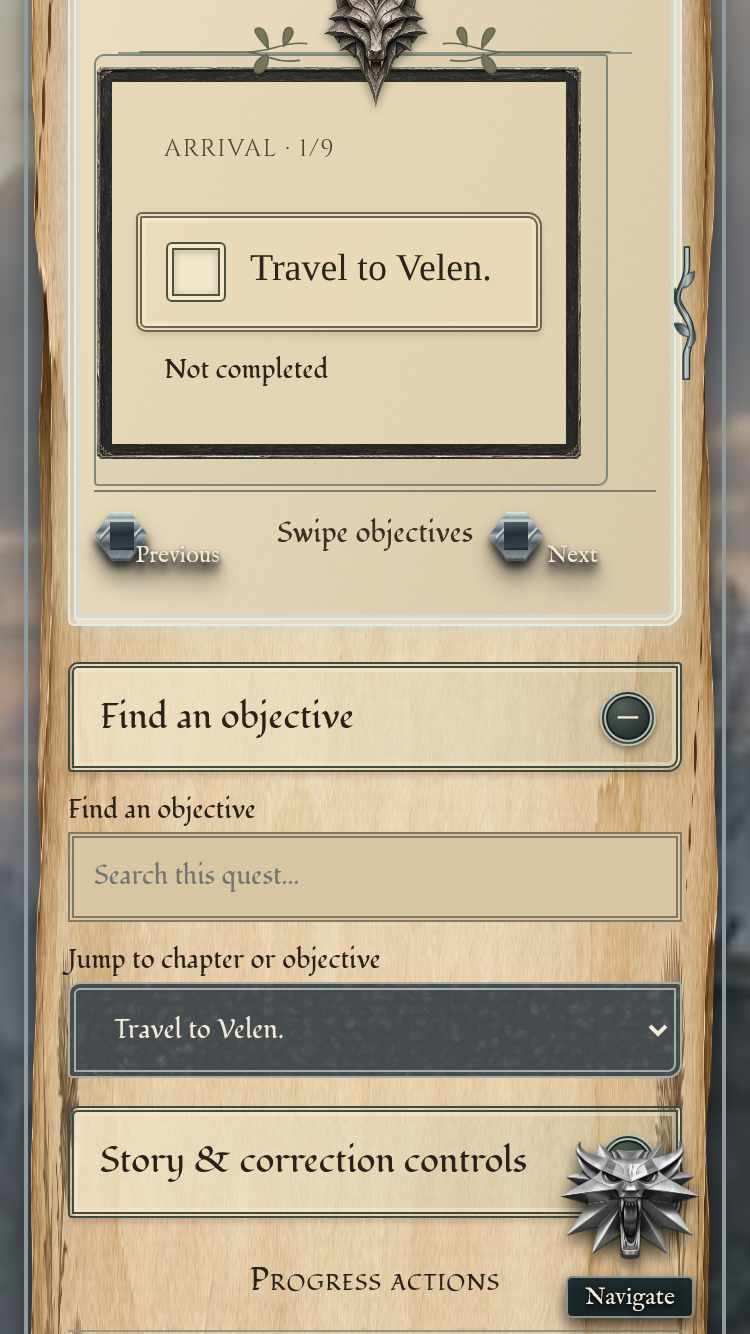 ARRIVAL · 1/9
Travel to Velen.
Not completed
Previous
Swipe objectives
Next
Find an objective
Find an objective
Search this quest...
Jump to chapter or objective
Travel to Velen.
Story & correction controls
Progress actions
Navigate